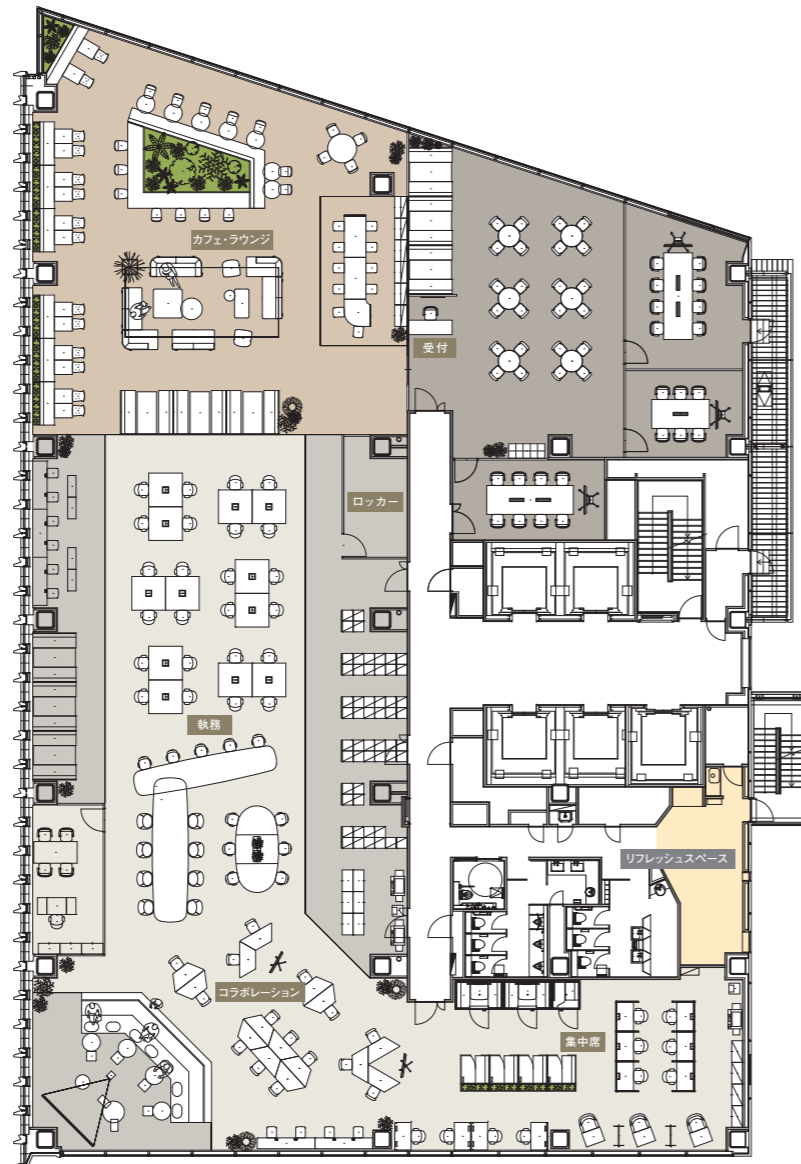 カフェ・ラウンジ
受付
ロッカー
執務
リフレッシュスペース
コラボレーション
集中席